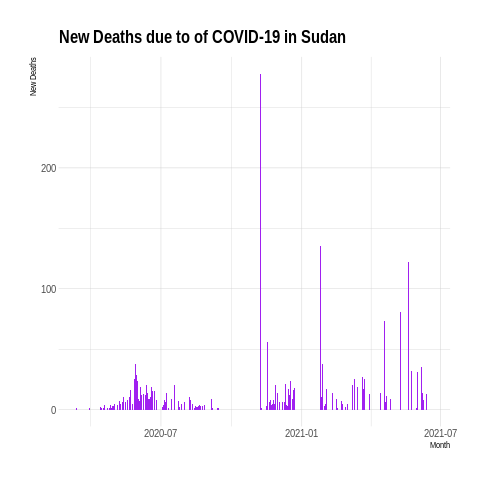 New Deaths due to of COVID-19 in Sudan
New Deaths
200
100
0
2020-07
2021-01
2021-07
Month